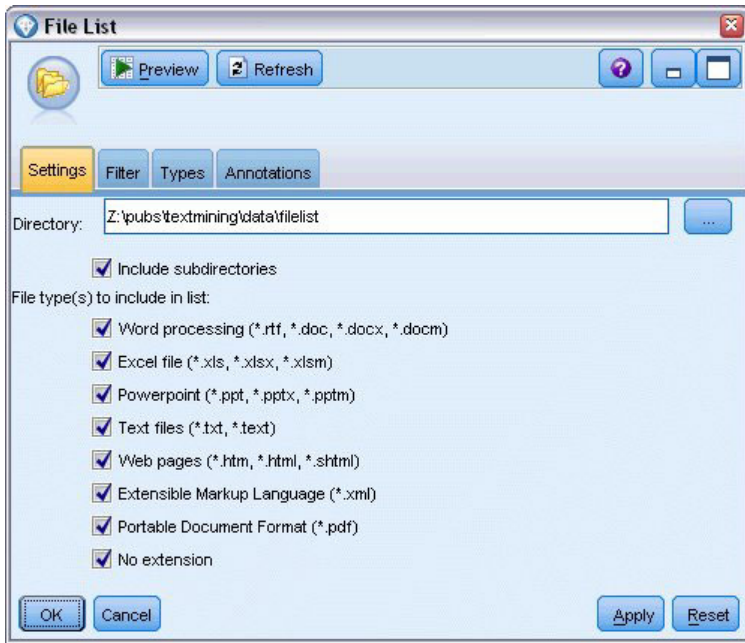 File List
Preview Refresh
Settings Filter Types Annotations
Directory: Z:\pubs\textmining\data\filelist ...
Include subdirectories
File type(s) to include in list:
Word processing (*.rtf, *.doc, *.docx, *.docm)
Excel file (*.xls, *.xlsx, *.xlsm)
Powerpoint (*.ppt, *.pptx, *.pptm)
Text files (*.txt, *.text)
Web pages (*.htm, *.html, *.shtml)
Extensible Markup Language (*.xml)
Portable Document Format (*.pdf)
No extension
OK Cancel Apply Reset